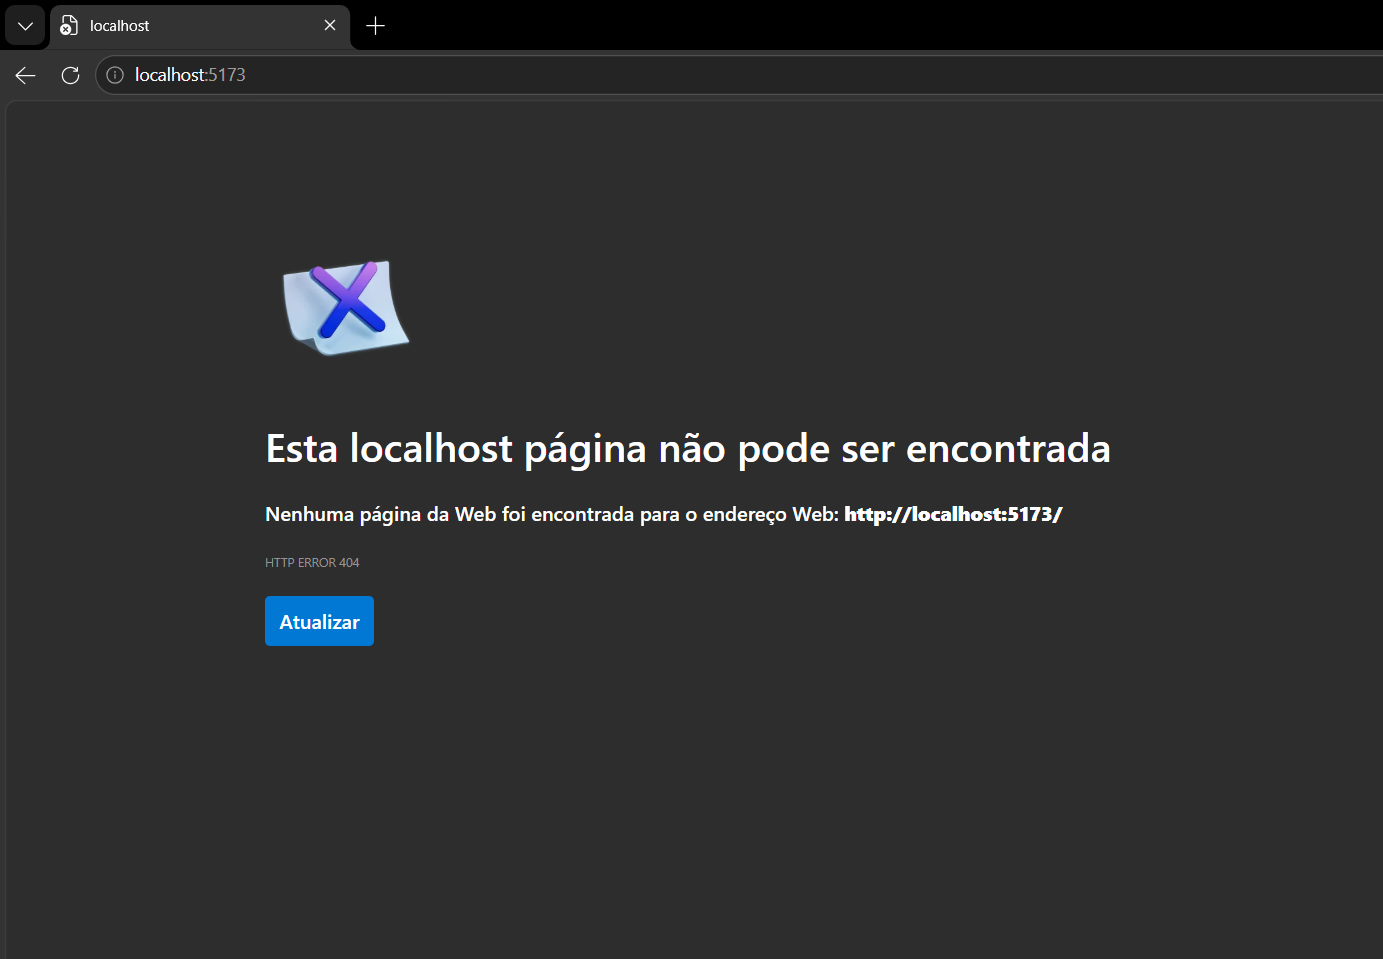 localhost
localhost:5173
Esta localhost página não pode ser encontrada
Nenhuma página da Web foi encontrada para o endereço Web: http://localhost:5173/
HTTP ERROR 404
Atualizar